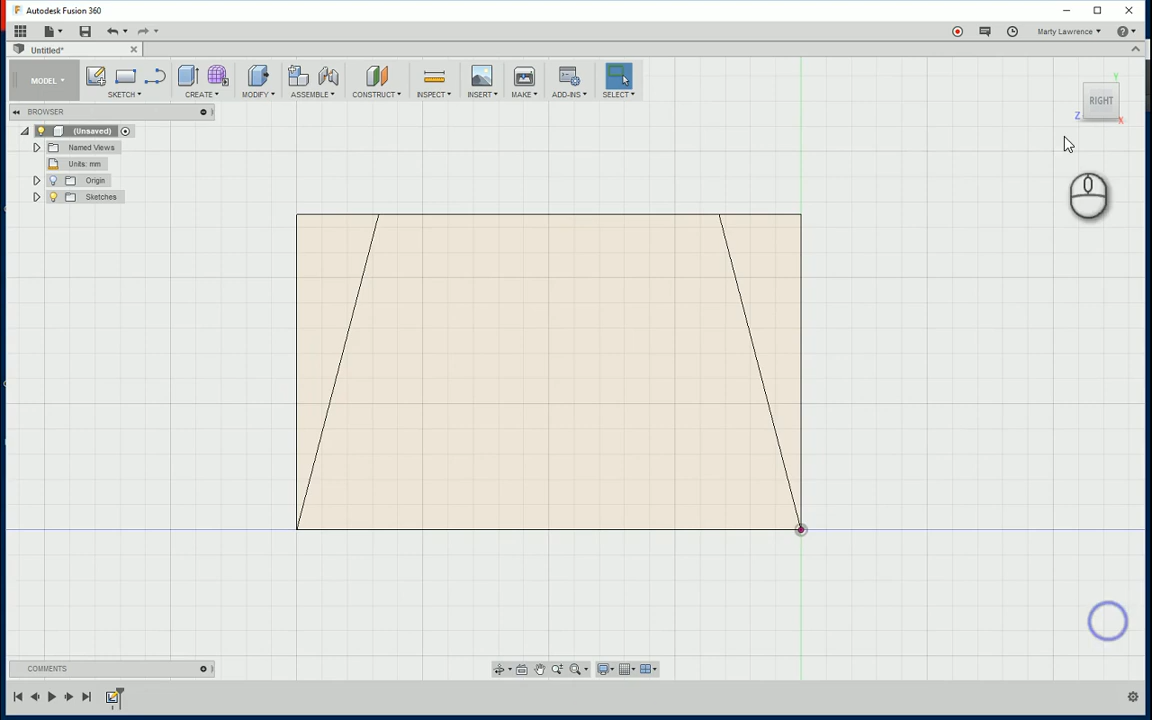 Autodesk Fusion 360
Marty Lawrence
Untitled*
MODEL
SKETCH CREATE MODIFY ASSEMBLE CONSTRUCT INSPECT INSERT MAKE ADD-INS SELECT
BROWSER
(Unsaved)
Named Views
Units: mm
Origin
Sketches
Y
RIGHT
Z
X
COMMENTS